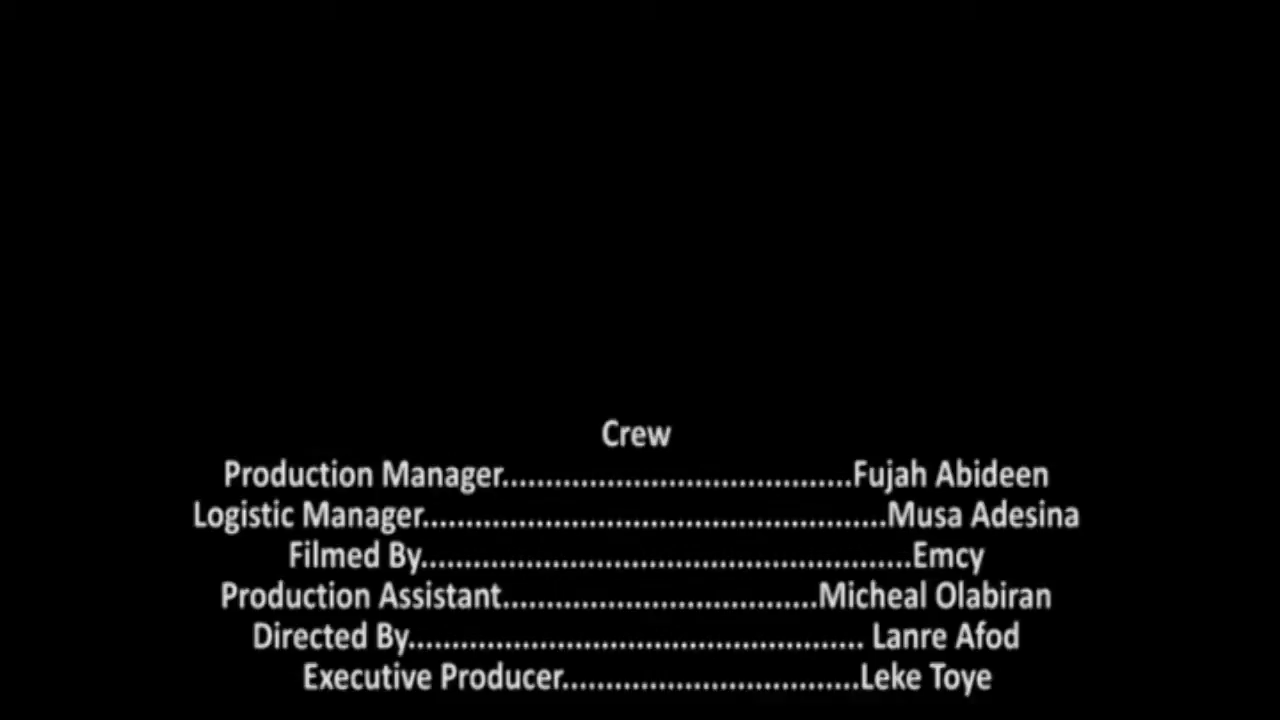 Crew
Production Manager........................................Fujah Abideen
Logistic Manager.....................................................Musa Adesina
Filmed By........................................................Emcy
Production Assistant....................................Micheal Olabiran
Directed By.................................................... Lanre Afod
Executive Producer..................................Leke Toye